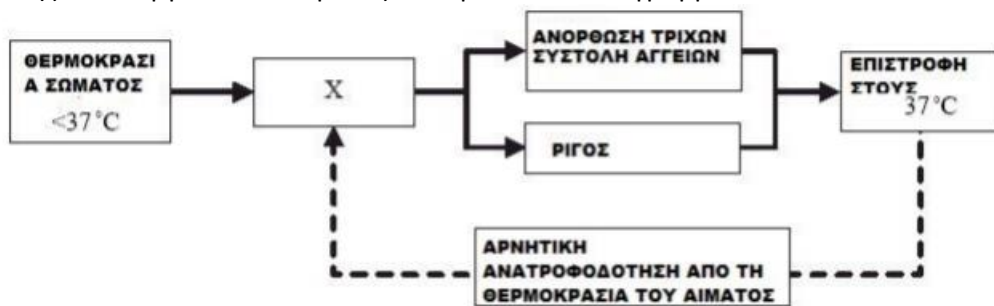 ΘΕΡΜΟΚΡΑΣΙ
Α ΣΩΜΑΤΟΣ
<37°C
X
ΑΝΟΡΘΩΣΗ ΤΡΙΧΩΝ
ΣΥΣΤΟΛΗ ΑΓΓΕΙΩΝ
ΡΙΓΟΣ
ΕΠΙΣΤΡΟΦΗ
ΣΤΟΥΣ
37°C
ΑΡΝΗΤΙΚΗ
ΑΝΑΤΡΟΦΟΔΟΤΗΣΗ ΑΠΟ ΤΗ
ΘΕΡΜΟΚΡΑΣΙΑ ΤΟΥ ΑΙΜΑΤΟΣ